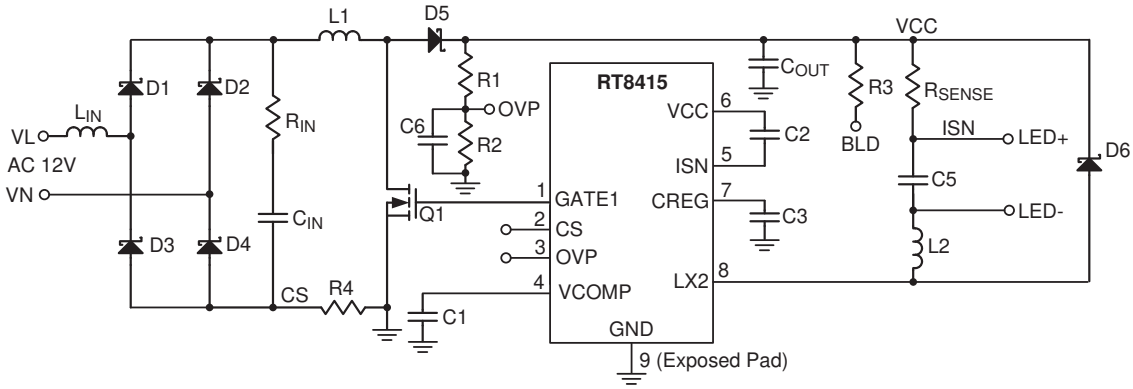 L1
D5
VCC
D1
D2
R1
RT8415
COUT
R3
RSENSE
LIN
VL
RIN
OVP
VCC
6
C6
R2
C2
ISN
LED+
D6
AC 12V
BLD
ISN
5
C5
VN
1
GATE1
CREG
7
LED-
Q1
CIN
2
CS
C3
D3
D4
3
OVP
L2
CS
R4
4
VCOMP
LX2
8
C1
GND
9 (Exposed Pad)